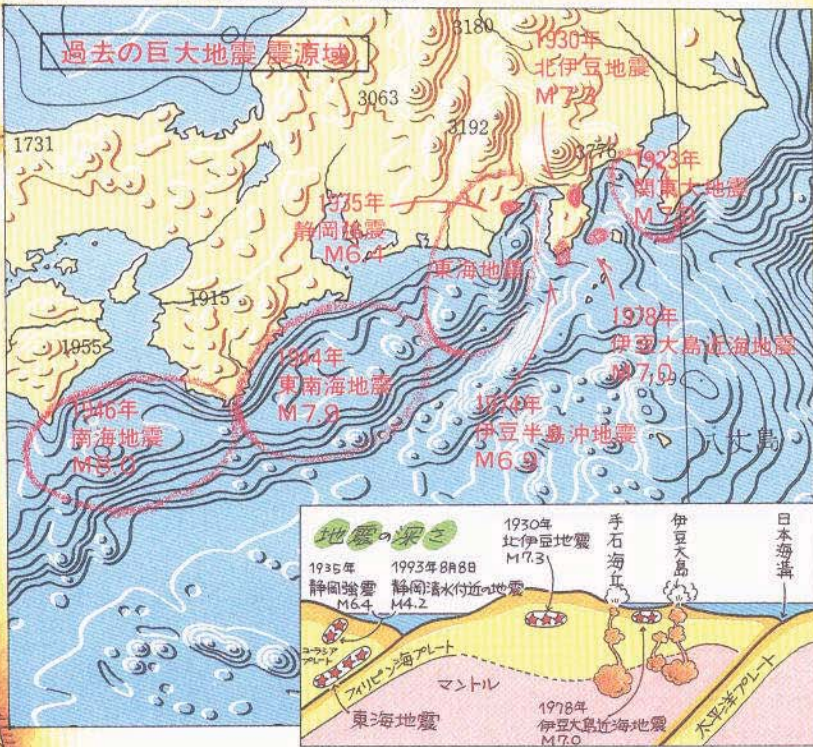 過去の巨大地震 震源域
3180
1930年
北伊豆地震
M7.3
3063
3192
1731
3776
1923年
関東大地震
M7.9
1935年
静岡強震
M6.4
東海地震
1915
1978年
伊豆大島近海地震
M7.0
1955
1944年
東南海地震
M7.9
1974年
伊豆半島沖地震
M6.9
1946年
南海地震
M8.0
八丈島
地震の深さ
1930年
北伊豆地震
M7.3
手石海丘
伊豆大島
日本海溝
1935年
静岡強震
M6.4
1993年8月8日
静岡清水付近の地震
M4.2
ユーラシア
プレート
フィリピン海プレート
マントル
東海地震
1978年
伊豆大島近海地震
M7.0
太平洋プレート